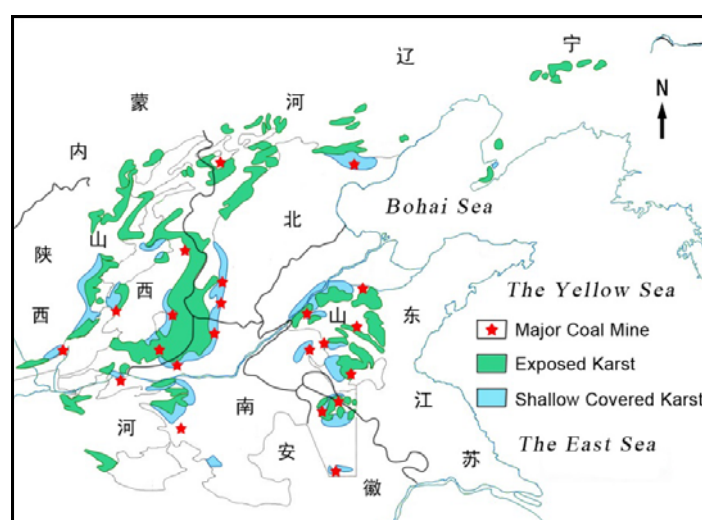 辽
宁
蒙
河
N
内
Bohai Sea
北
陕
山
西
The Yellow Sea
山
东
西
Major Coal Mine
Exposed Karst
Shallow Covered Karst
南
江
河
The East Sea
安
苏
徽